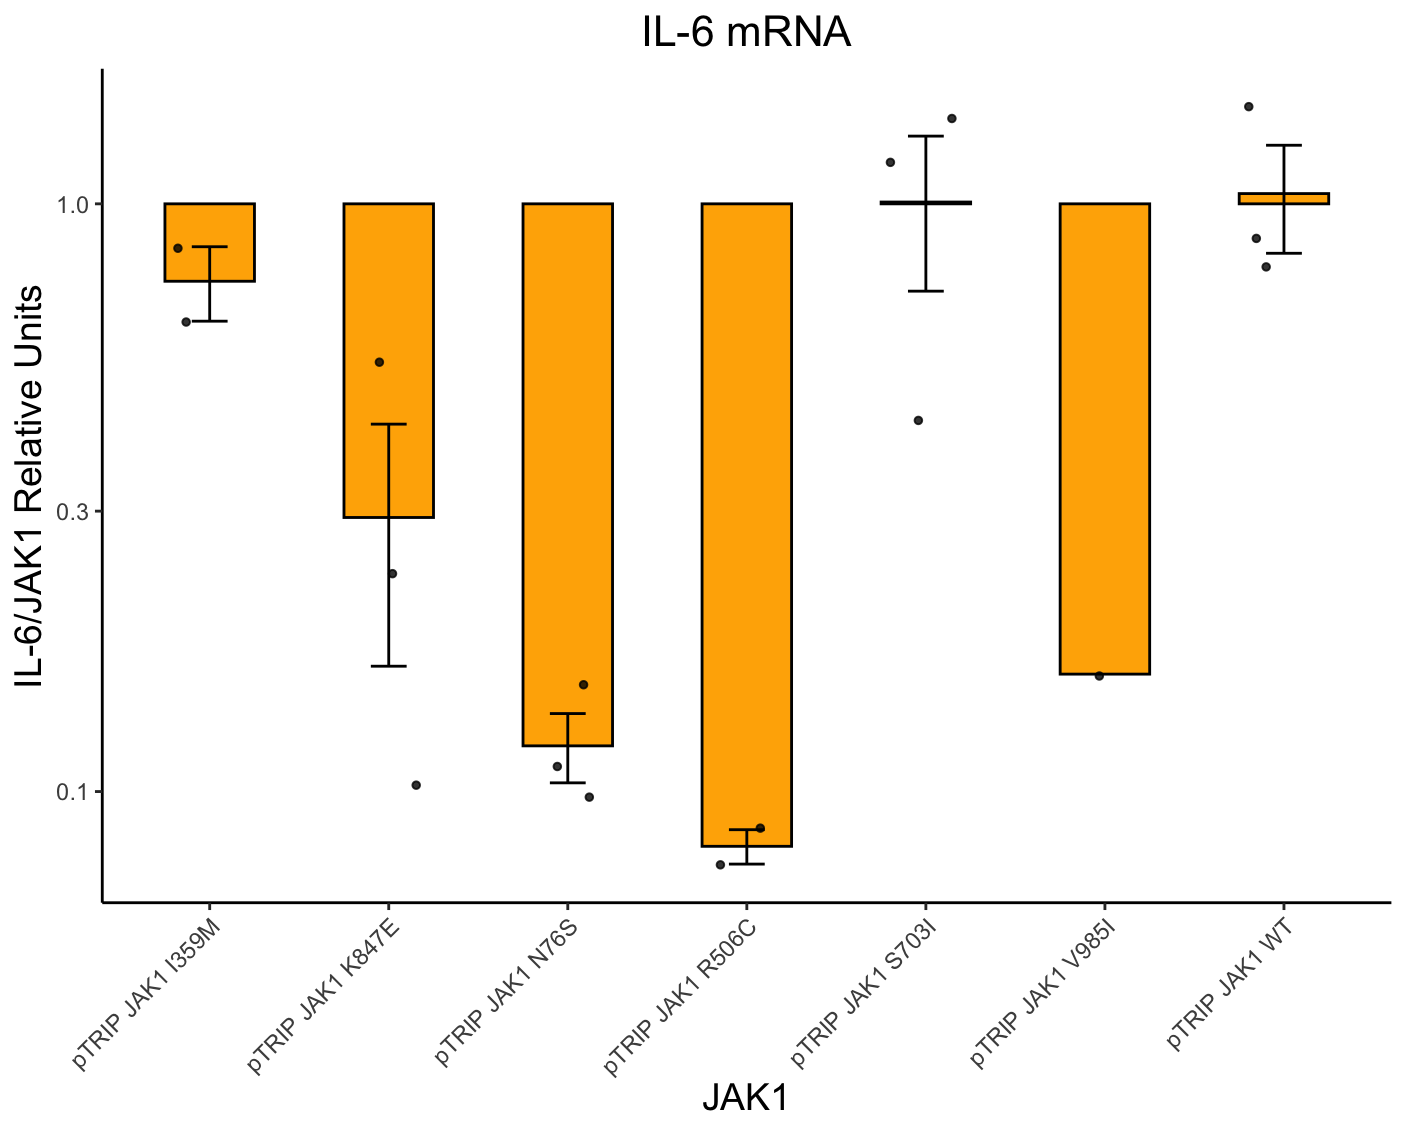 IL-6 mRNA
IL-6/JAK1 Relative Units
1.0
0.3
0.1
pTRIP JAK1 I359M
pTRIP JAK1 K847E
pTRIP JAK1 N76S
pTRIP JAK1 R506C
pTRIP JAK1 S703I
pTRIP JAK1 V985I
pTRIP JAK1 WT
JAK1